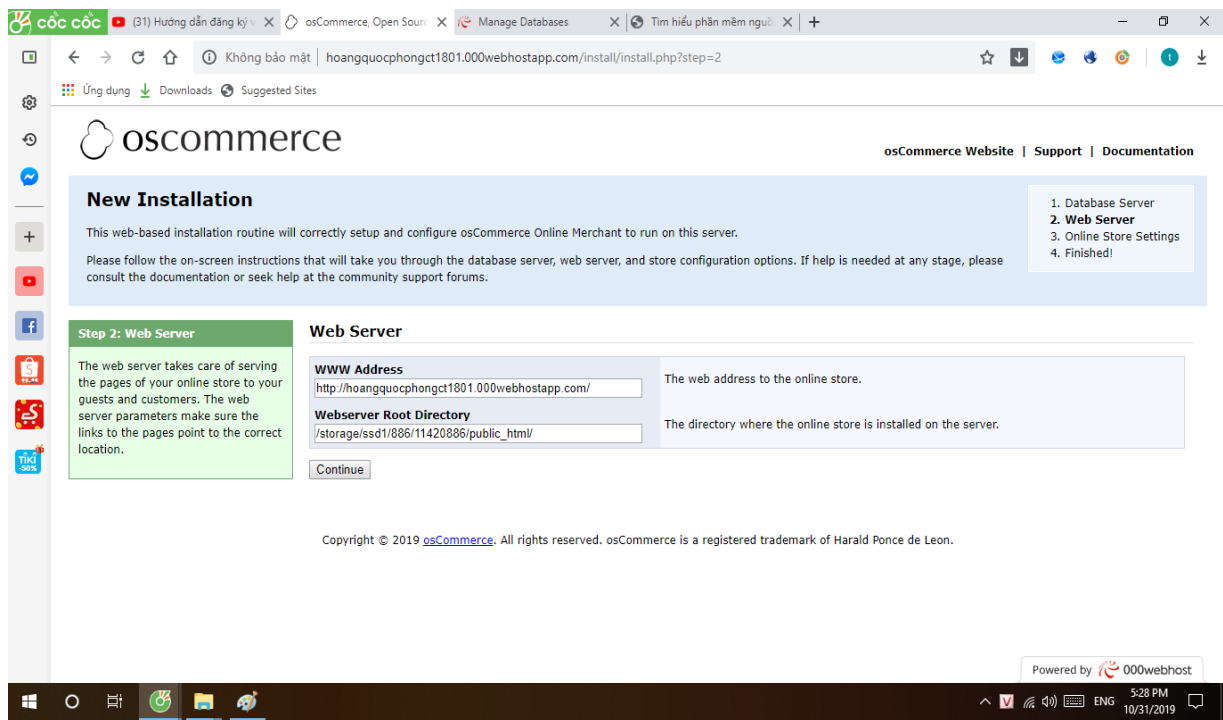 cốc cốc
(31) Hướng dẫn đăng ký v
osCommerce, Open Sourc
Manage Databases
Tìm hiểu phần mềm nguồ
Không bảo mật
hoangquocphongct1801.000webhostapp.com/install/install.php?step=2
t
Ứng dụng
Downloads
Suggested Sites
oscommerce
osCommerce Website | Support | Documentation
New Installation
This web-based installation routine will correctly setup and configure osCommerce Online Merchant to run on this server.
Please follow the on-screen instructions that will take you through the database server, web server, and store configuration options. If help is needed at any stage, please
consult the documentation or seek help at the community support forums.
1. Database Server
2. Web Server
3. Online Store Settings
4. Finished!
Step 2: Web Server
The web server takes care of serving
the pages of your online store to your
guests and customers. The web
server parameters make sure the
links to the pages point to the correct
location.
Web Server
WWW Address
http://hoangquocphongct1801.000webhostapp.com/
The web address to the online store.
Webserver Root Directory
/storage/ssd1/886/11420886/public_html/
The directory where the online store is installed on the server.
Continue
Copyright © 2019 osCommerce. All rights reserved. osCommerce is a registered trademark of Harald Ponce de Leon.
TIKI
-50%
Powered by 000webhost
V
ENG
5:28 PM
10/31/2019